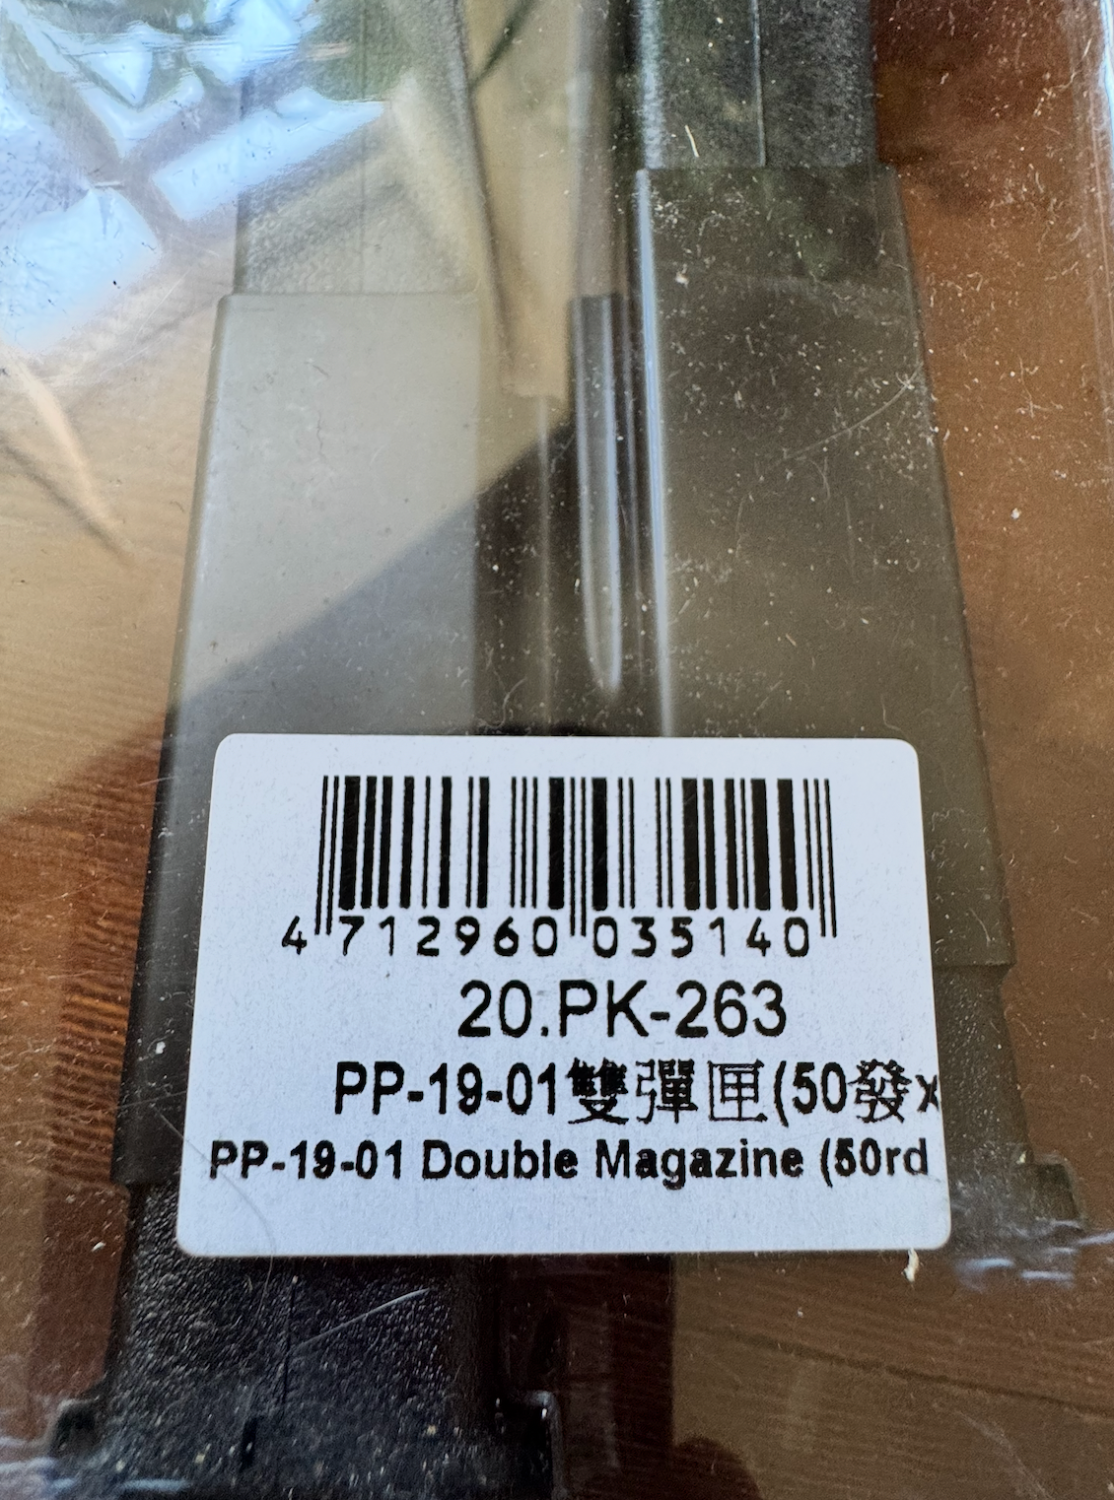 4 712960 035140
20.PK-263
PP-19-01雙彈匣(50發x
PP-19-01 Double Magazine (50rd